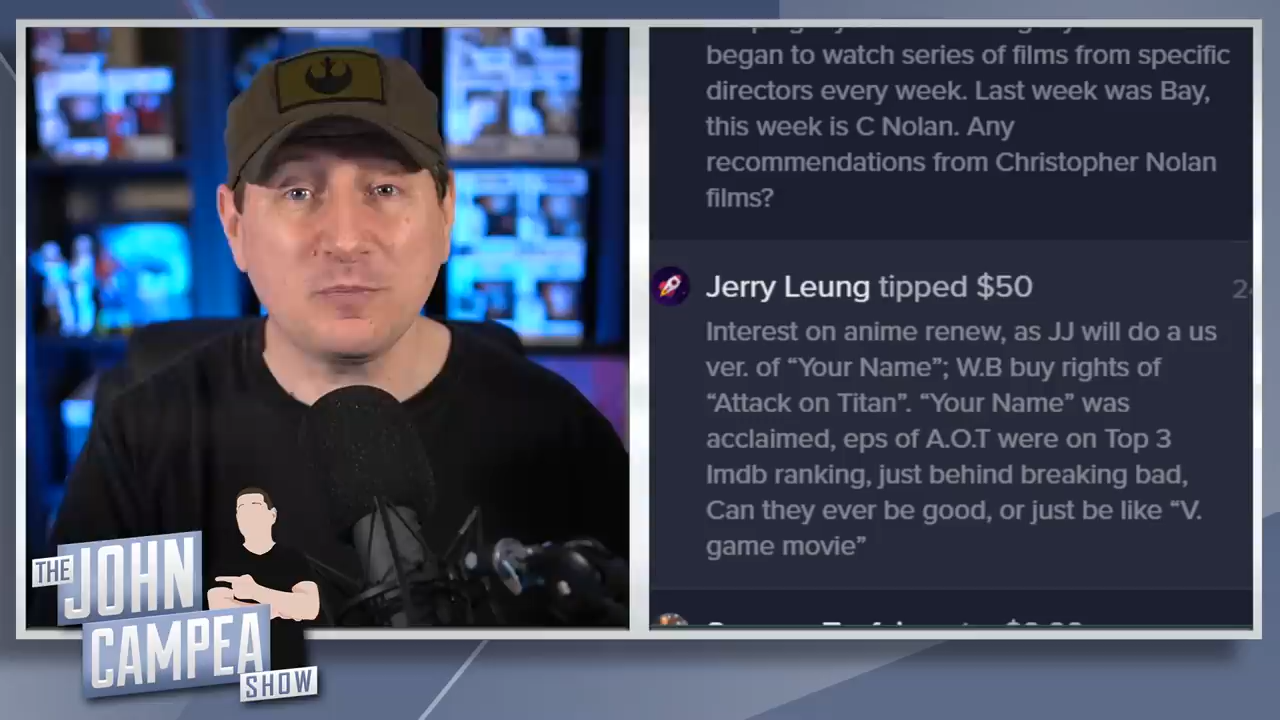 began to watch series of films from specific
directors every week. Last week was Bay,
this week is C Nolan. Any
recommendations from Christopher Nolan
films?
Jerry Leung tipped $50
Interest on anime renew, as JJ will do a us
ver. of “Your Name”; W.B buy rights of
“Attack on Titan”. “Your Name” was
acclaimed, eps of A.O.T were on Top 3
Imdb ranking, just behind breaking bad,
Can they ever be good, or just be like “V.
game movie”
THE
JOHN
CAMPEA
SHOW